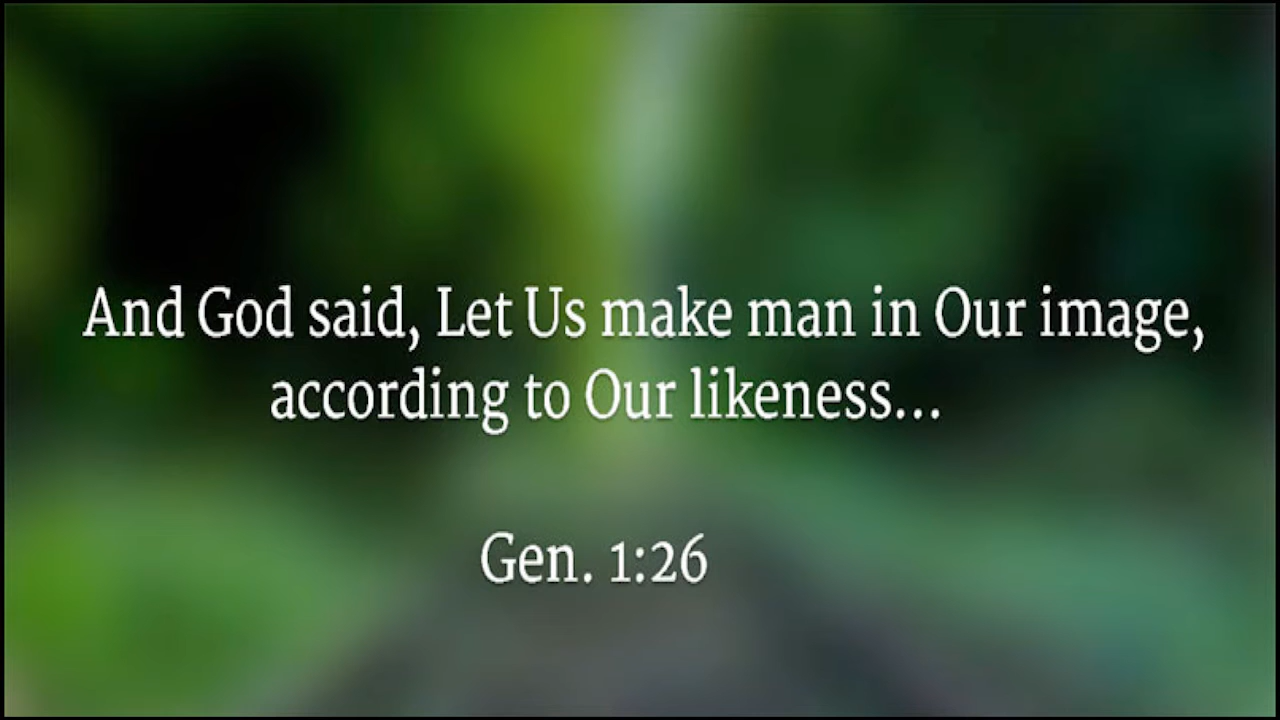 And God said, Let Us make man in Our image,
according to Our likeness...
Gen. 1:26